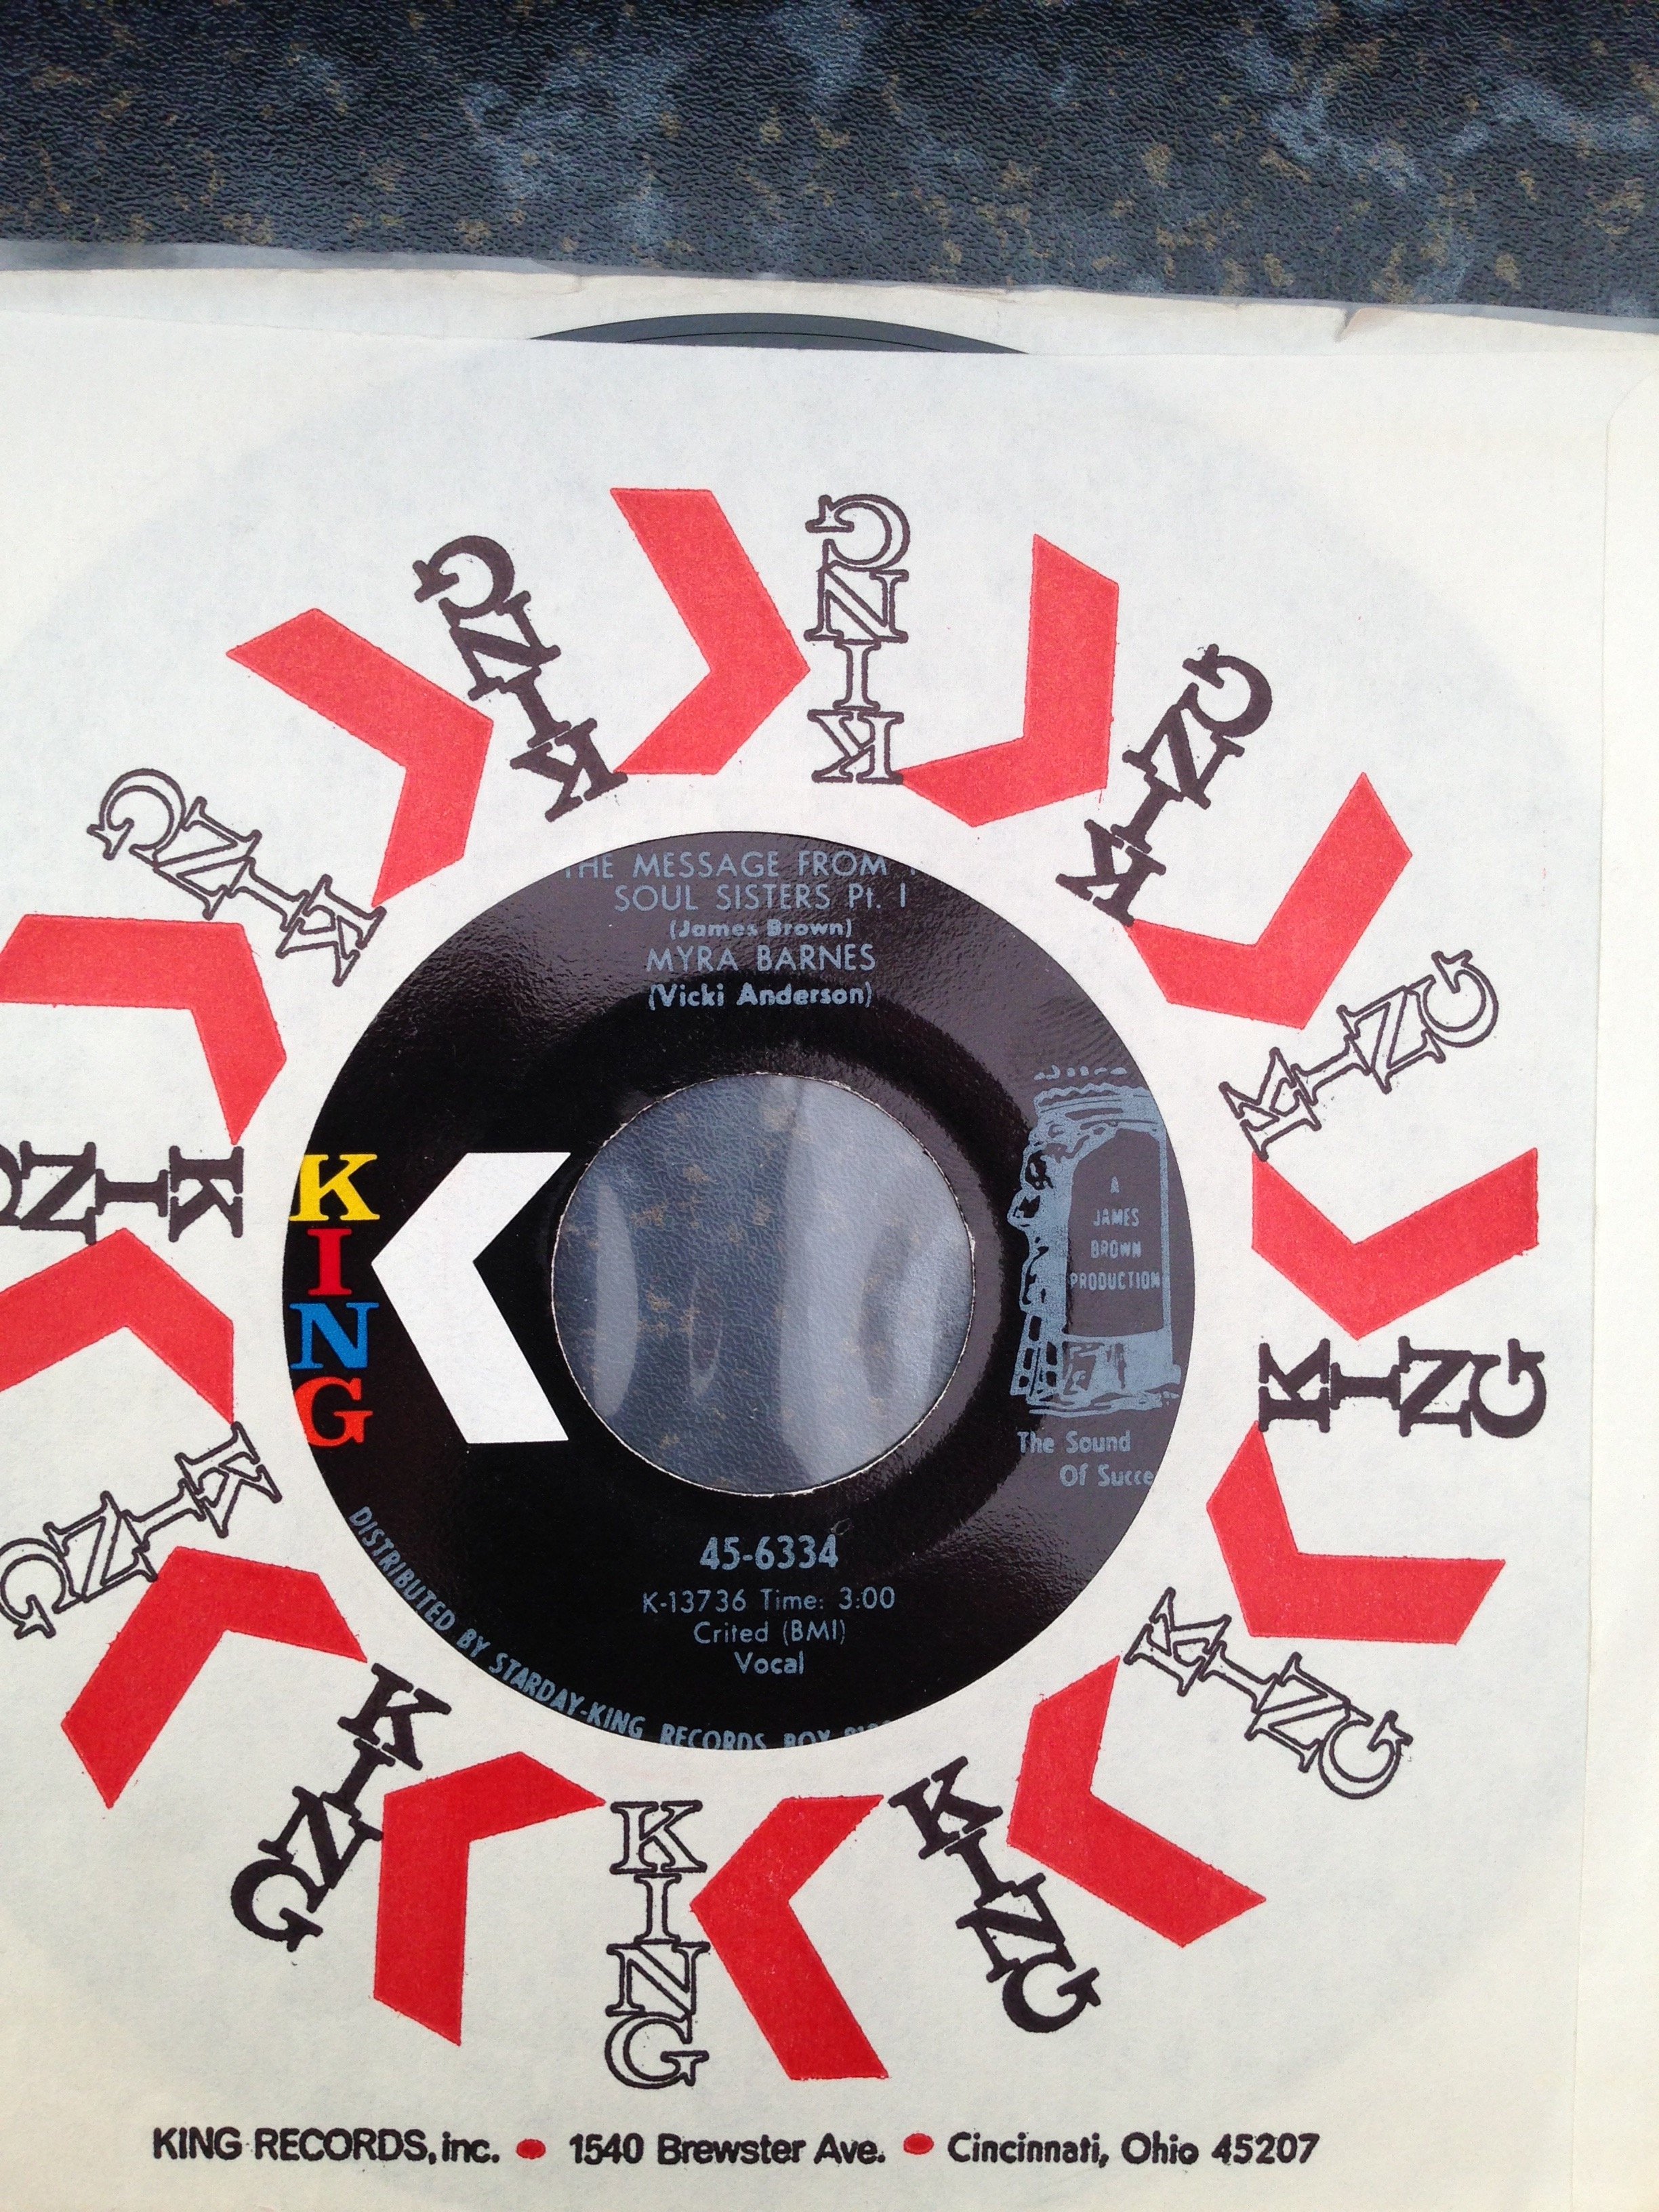 KING
KING
KING
KING
KING
KING
KING
KING
KING
KING
KING
KING
THE MESSAGE FROM
SOUL SISTERS Pt. I
(James Brown)
MYRA BARNES
(Vicki Anderson)
KING
A
JAMES
BROWN
PRODUCTION
The Sound
Of Succe
45-6334
K-13736 Time: 3:00
Crited (BMI)
Vocal
DISTRIBUTED BY STARDAY-KING RECORDS BOX
KING RECORDS, inc. • 1540 Brewster Ave. • Cincinnati, Ohio 45207